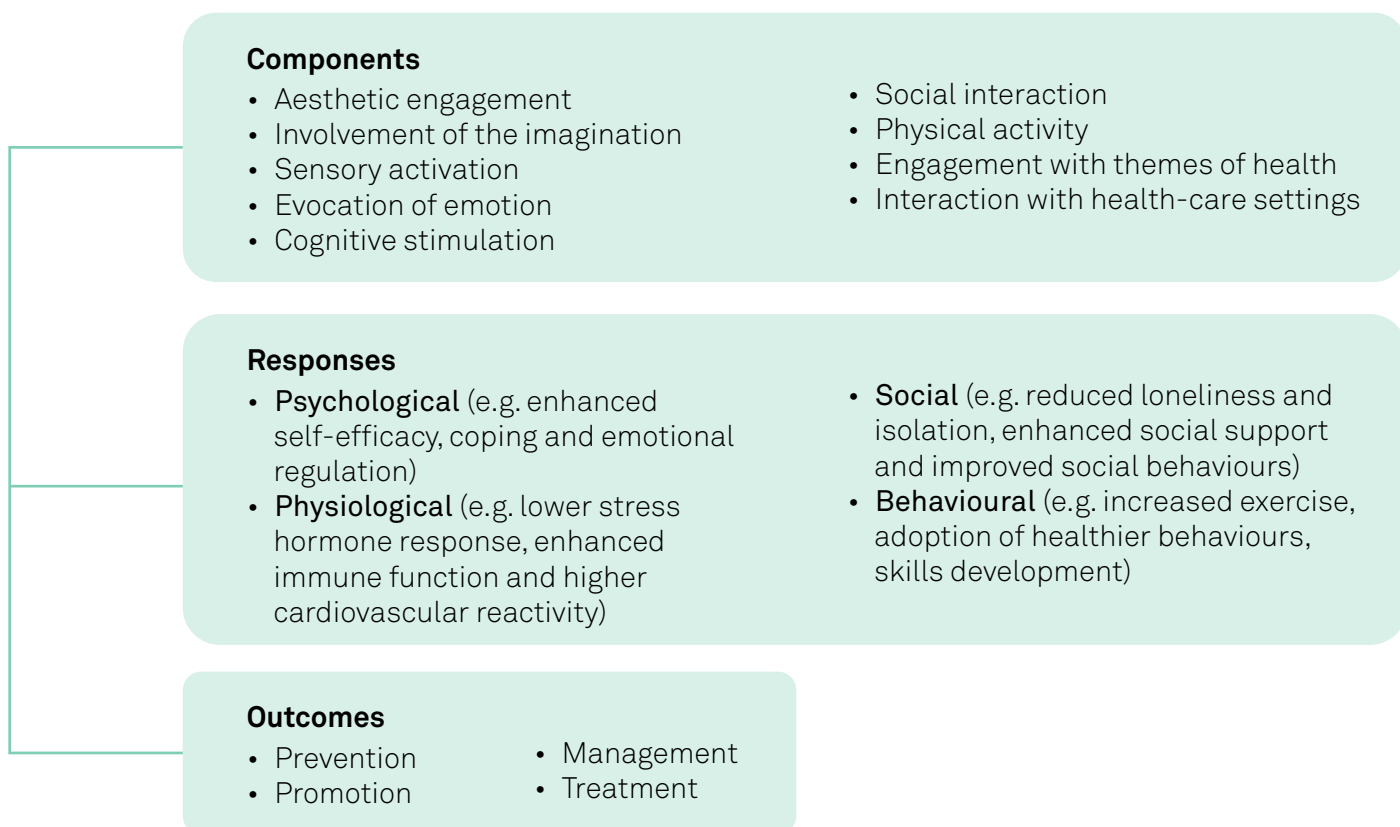 Components
• Aesthetic engagement
• Involvement of the imagination
• Sensory activation
• Evocation of emotion
• Cognitive stimulation
• Social interaction
• Physical activity
• Engagement with themes of health
• Interaction with health-care settings
Responses
• Psychological (e.g. enhanced
self-efficacy, coping and emotional
regulation)
• Physiological (e.g. lower stress
hormone response, enhanced
immune function and higher
cardiovascular reactivity)
• Social (e.g. reduced loneliness and
isolation, enhanced social support
and improved social behaviours)
• Behavioural (e.g. increased exercise,
adoption of healthier behaviours,
skills development)
Outcomes
• Prevention
• Promotion
• Management
• Treatment